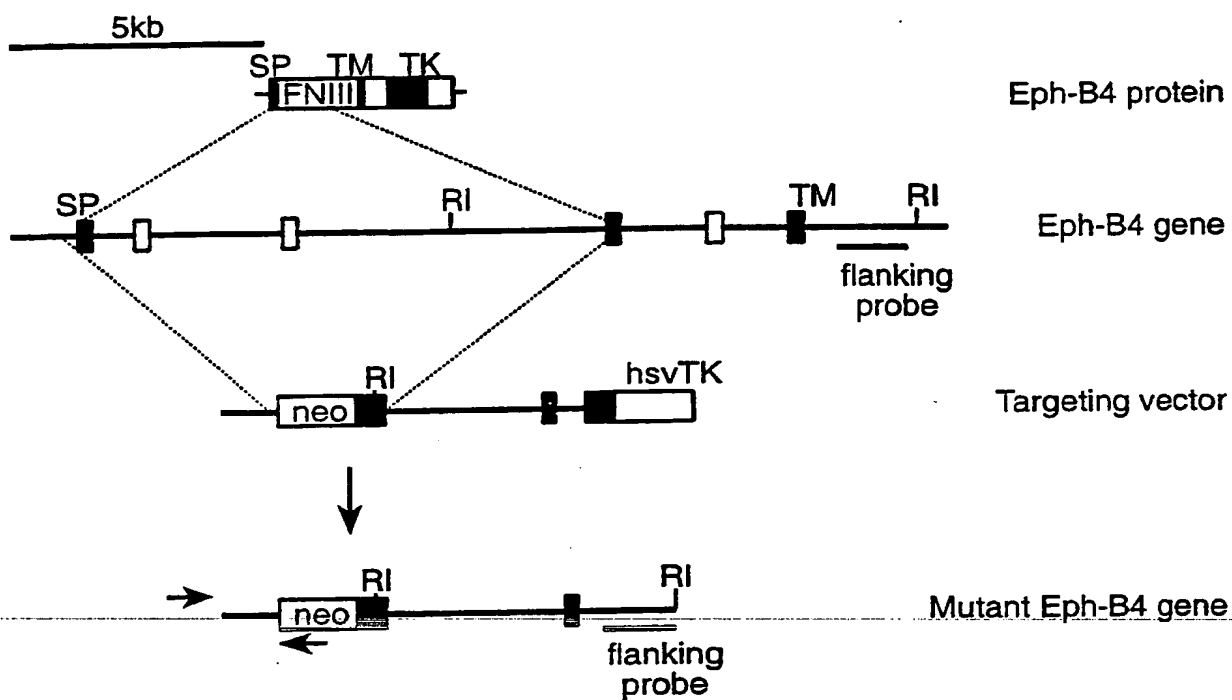 5kb
SP TM TK
FNIII
Eph-B4 protein
SP RI TM RI
Eph-B4 gene
flanking
probe
RI hsvTK
neo
Targeting vector
RI RI
neo
Mutant Eph-B4 gene
flanking
probe